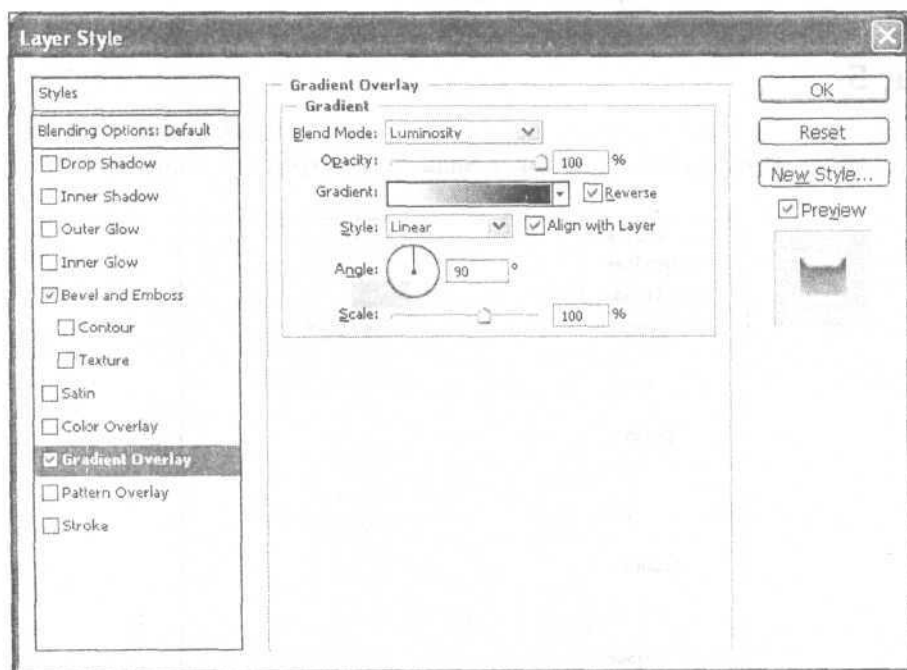 Layer Style
Styles
Blending Options: Default
Drop Shadow
Inner Shadow
Outer Glow
Inner Glow
Bevel and Emboss
Contour
Texture
Satin
Color Overlay
Gradient Overlay
Pattern Overlay
Stroke
Gradient Overlay
Gradient
Blend Mode: Luminosity
Opacity: 100 %
Gradient: Reverse
Style: Linear Align with Layer
Angle: 90 °
Scale: 100 %
OK
Reset
New Style...
Preview